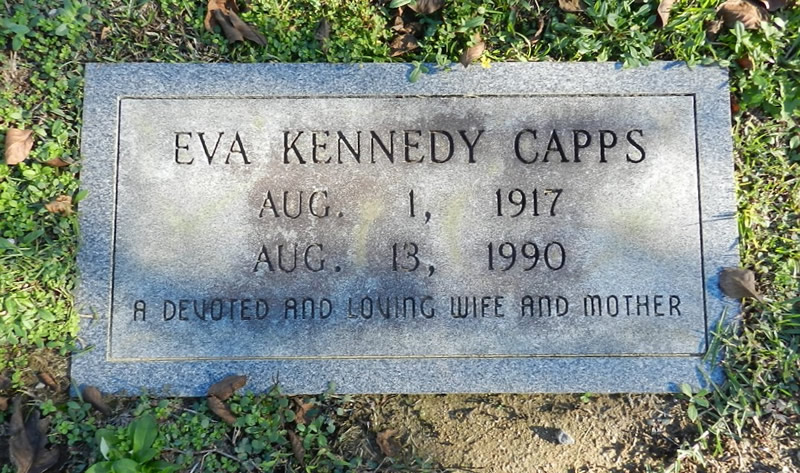 EVA KENNEDY CAPPS
AUG. 1, 1917
AUG. 13, 1990
A DEVOTED AND LOVING WIFE AND MOTHER